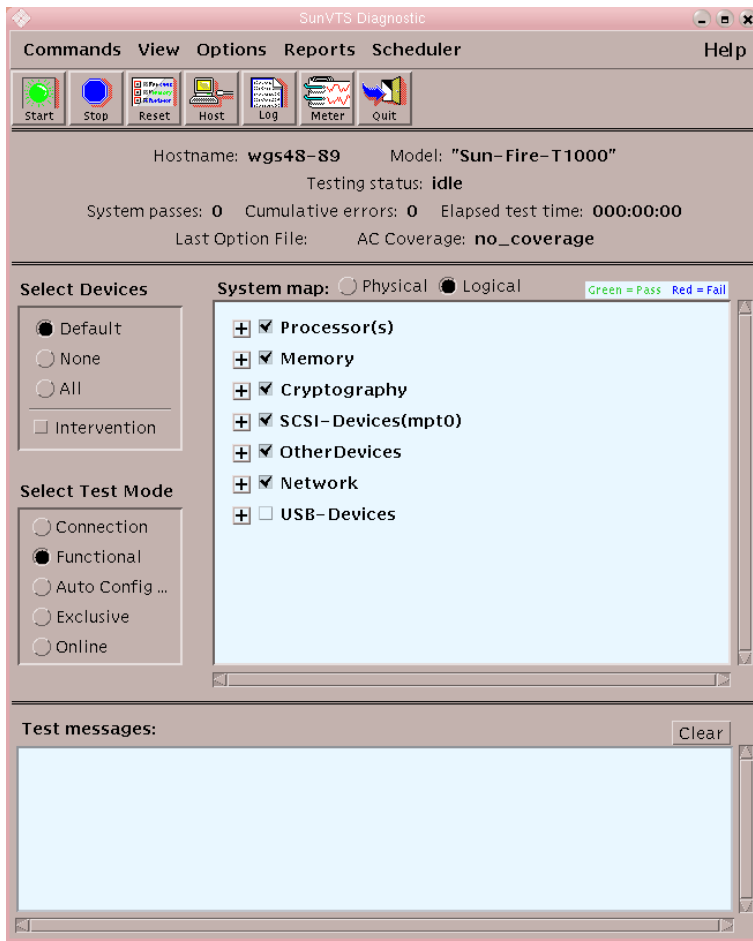 SunVTS Diagnostic
Commands View Options Reports Scheduler Help
Start Stop Reset Host Log Meter Quit
Hostname: wgs48-89 Model: "Sun-Fire-T1000"
Testing status: idle
System passes: 0 Cumulative errors: 0 Elapsed test time: 000:00:00
Last Option File: AC Coverage: no_coverage
Select Devices
Default
None
All
Intervention
Select Test Mode
Connection
Functional
Auto Config ...
Exclusive
Online
System map: Physical Logical Green = Pass Red = Fail
Processor(s)
Memory
Cryptography
SCSI-Devices(mpt0)
OtherDevices
Network
USB-Devices
Test messages: Clear